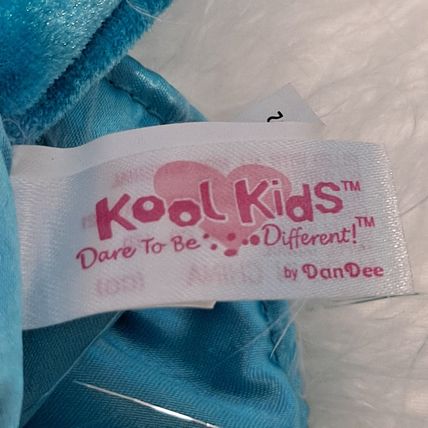 Kool Kids™
Dare To Be Different!™
by DanDee